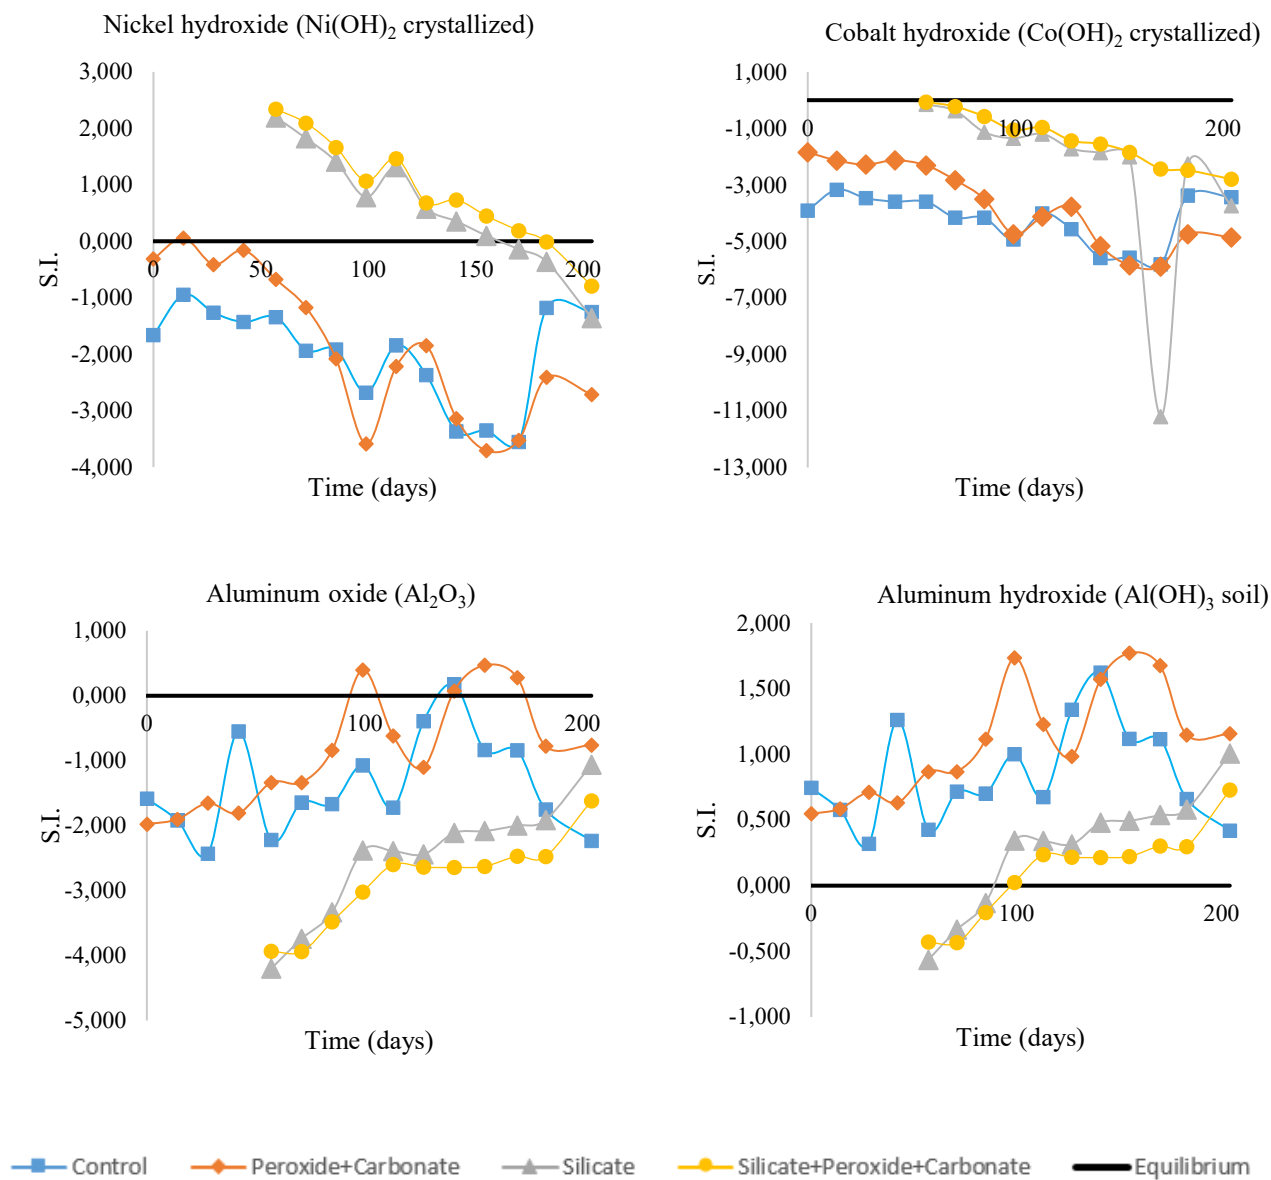 Nickel hydroxide (Ni(OH)₂ crystallized)
3,000
2,000
1,000
0,000
-1,000
-2,000
-3,000
-4,000
S.I.
0 50 100 150 200
Time (days)
Cobalt hydroxide (Co(OH)₂ crystallized)
1,000
-1,000
-3,000
-5,000
-7,000
-9,000
-11,000
-13,000
S.I.
0 100 200
Time (days)
Aluminum oxide (Al₂O₃)
1,000
0,000
-1,000
-2,000
-3,000
-4,000
-5,000
S.I.
0 100 200
Time (days)
Aluminum hydroxide (Al(OH)₃ soil)
2,000
1,500
1,000
0,500
0,000
-0,500
-1,000
S.I.
0 100 200
Time (days)
Control Peroxide+Carbonate Silicate Silicate+Peroxide+Carbonate Equilibrium